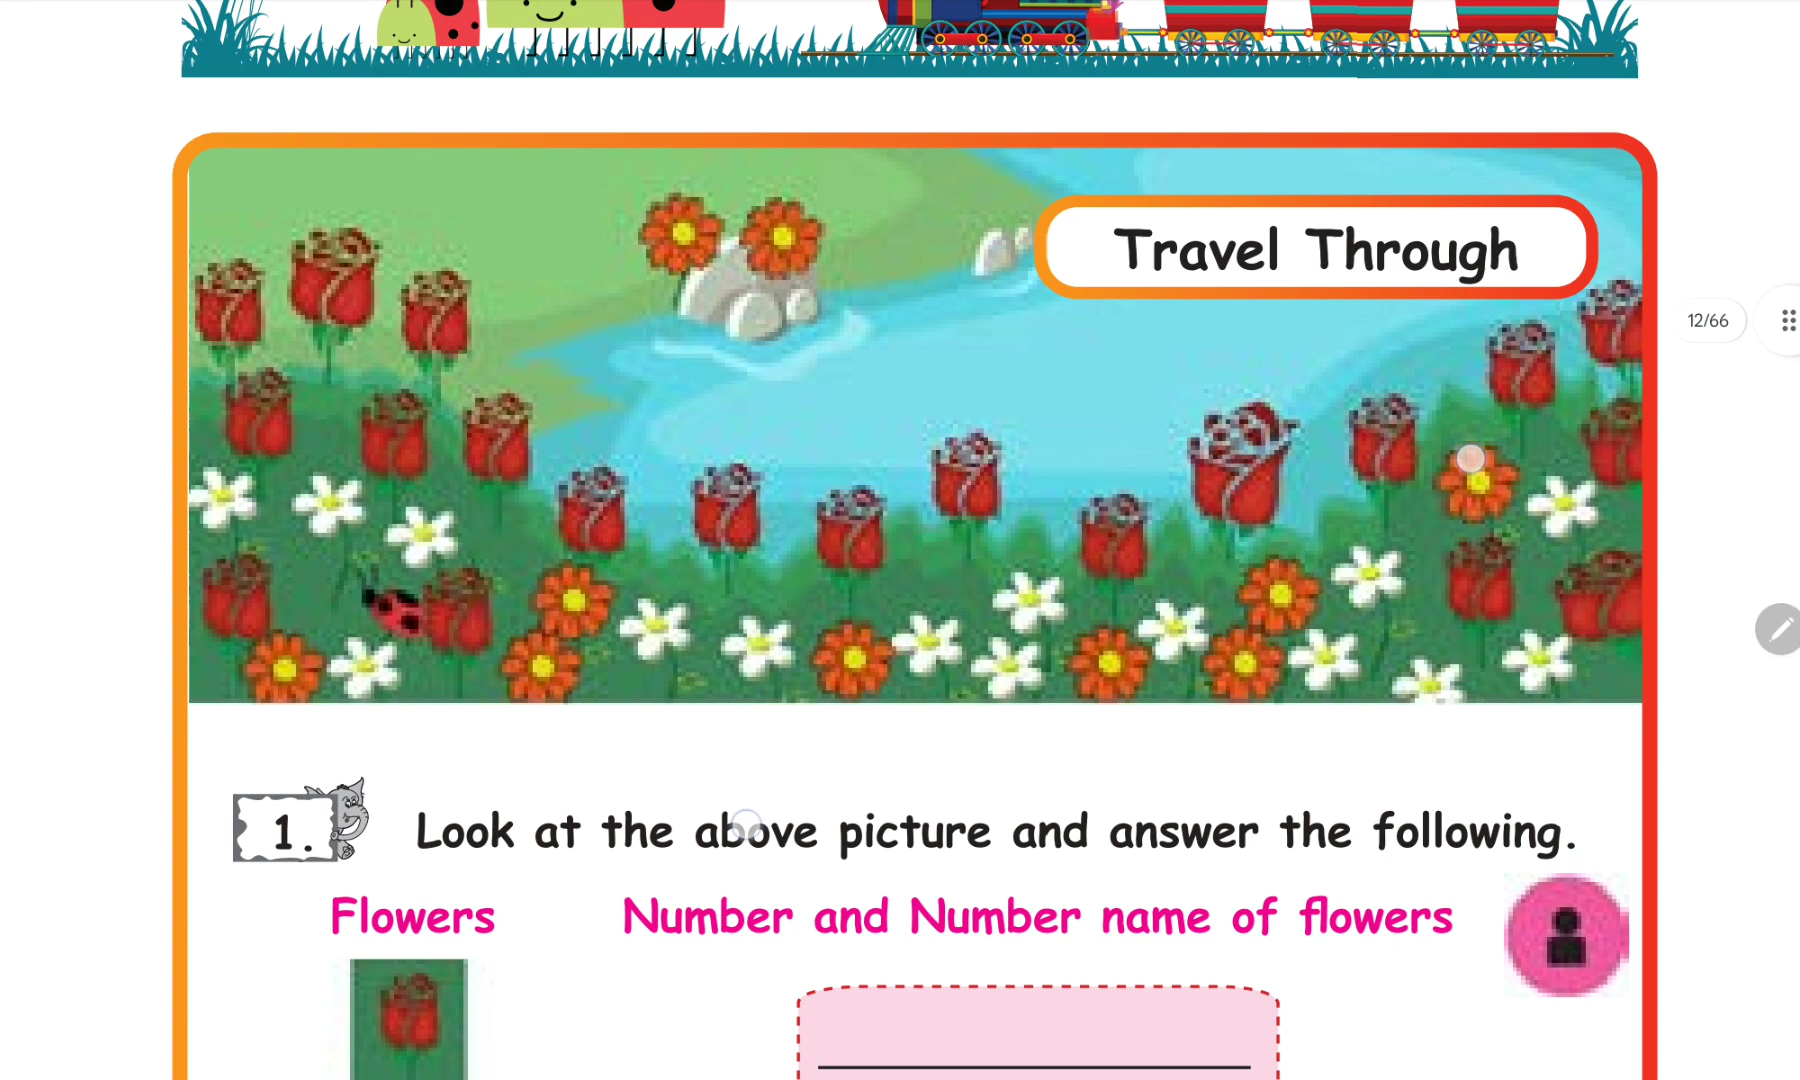 Travel Through
12/66
1. Look at the above picture and answer the following.
Flowers Number and Number name of flowers